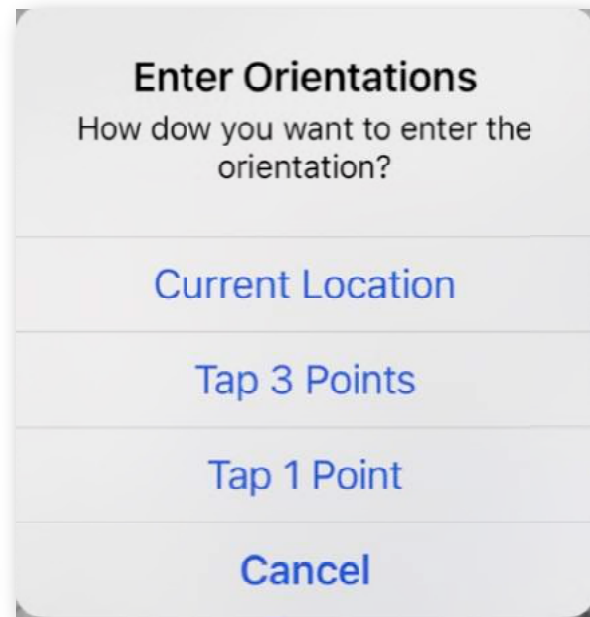 Enter Orientations
How dow you want to enter the
orientation?
Current Location
Tap 3 Points
Tap 1 Point
Cancel